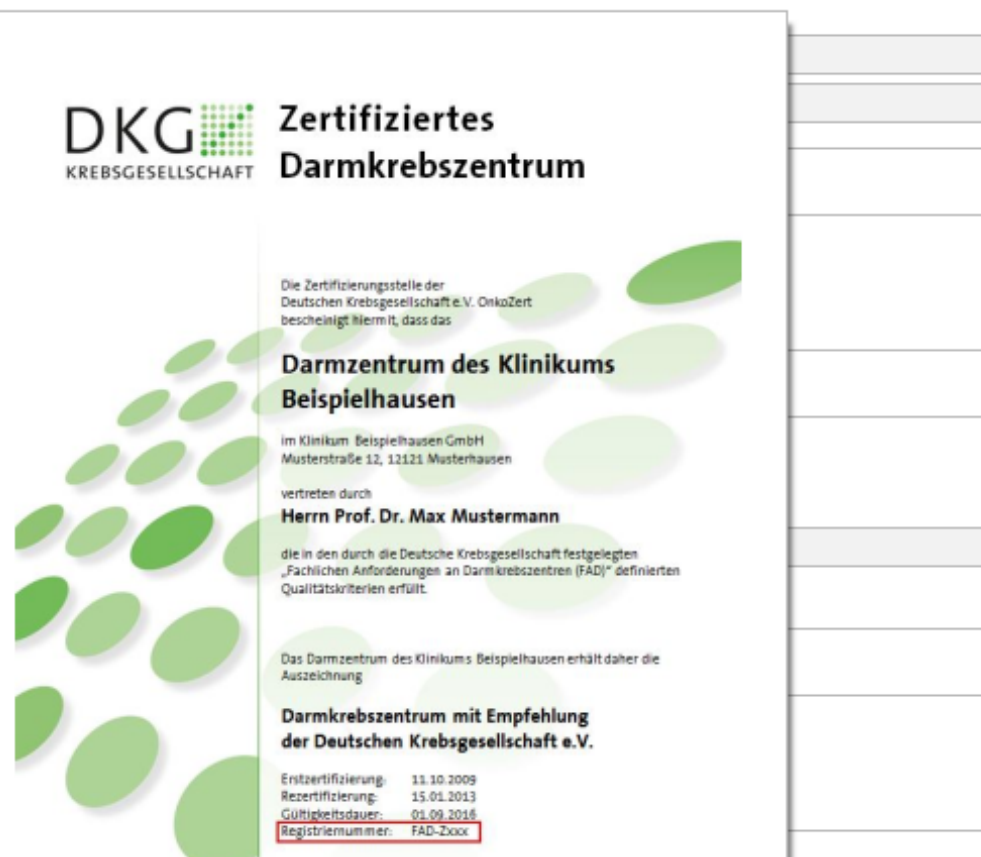 DKG
KREBSGESELLSCHAFT
Zertifiziertes
Darmkrebszentrum
Die Zertifizierungsstelle der
Deutschen Krebsgesellschaft e.V. OnkoZert
bescheinigt hiermit, dass das
Darmzentrum des Klinikums
Beispielhausen
im Klinikum Beispielhausen GmbH
Musterstraße 12, 12121 Musterhausen
vertreten durch
Herrn Prof. Dr. Max Mustermann
die in den durch die Deutsche Krebsgesellschaft festgelegten
„Fachlichen Anforderungen an Darmkrebszentren (FAD)“ definierten
Qualitätskriterien erfüllt.
Das Darmzentrum des Klinikums Beispielhausen erhält daher die
Auszeichnung
Darmkrebszentrum mit Empfehlung
der Deutschen Krebsgesellschaft e.V.
Erstzertifizierung: 11.10.2009
Rezertifizierung: 15.01.2013
Gültigkeitsdauer: 01.09.2016
Registriernummer: FAD-Zxxx